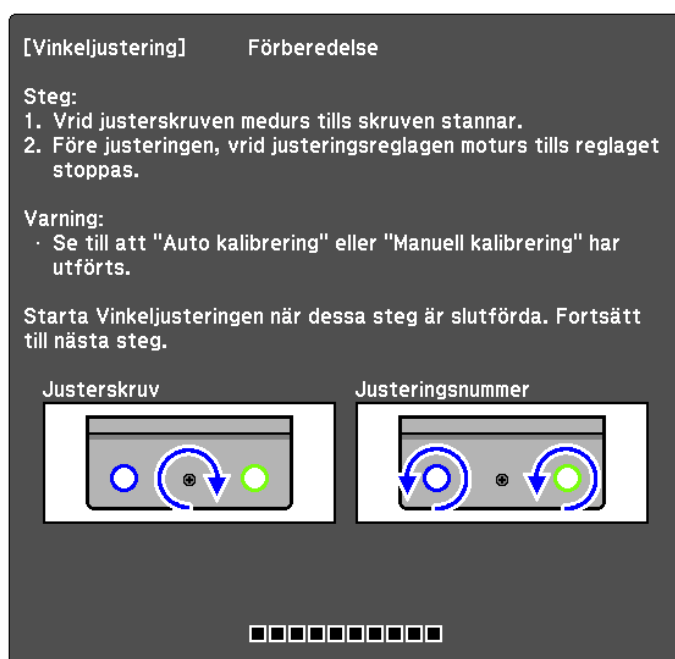 [Vinkeljustering] Förberedelse
Steg:
1. Vrid justerskruven medurs tills skruven stannar.
2. Före justeringen, vrid justeringsreglagen moturs tills reglaget
stoppas.
Varning:
· Se till att "Auto kalibrering" eller "Manuell kalibrering" har
utförts.
Starta Vinkeljusteringen när dessa steg är slutförda. Fortsätt
till nästa steg.
Justerskruv Justeringsnummer